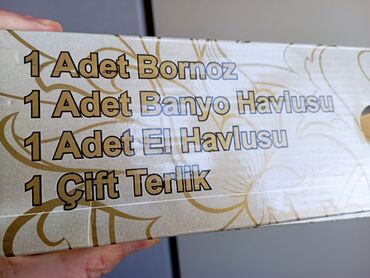 1 Adet Bornoz
1 Adet Banyo Havlusu
1 Adet El Havlusu
1 Çift Terlik